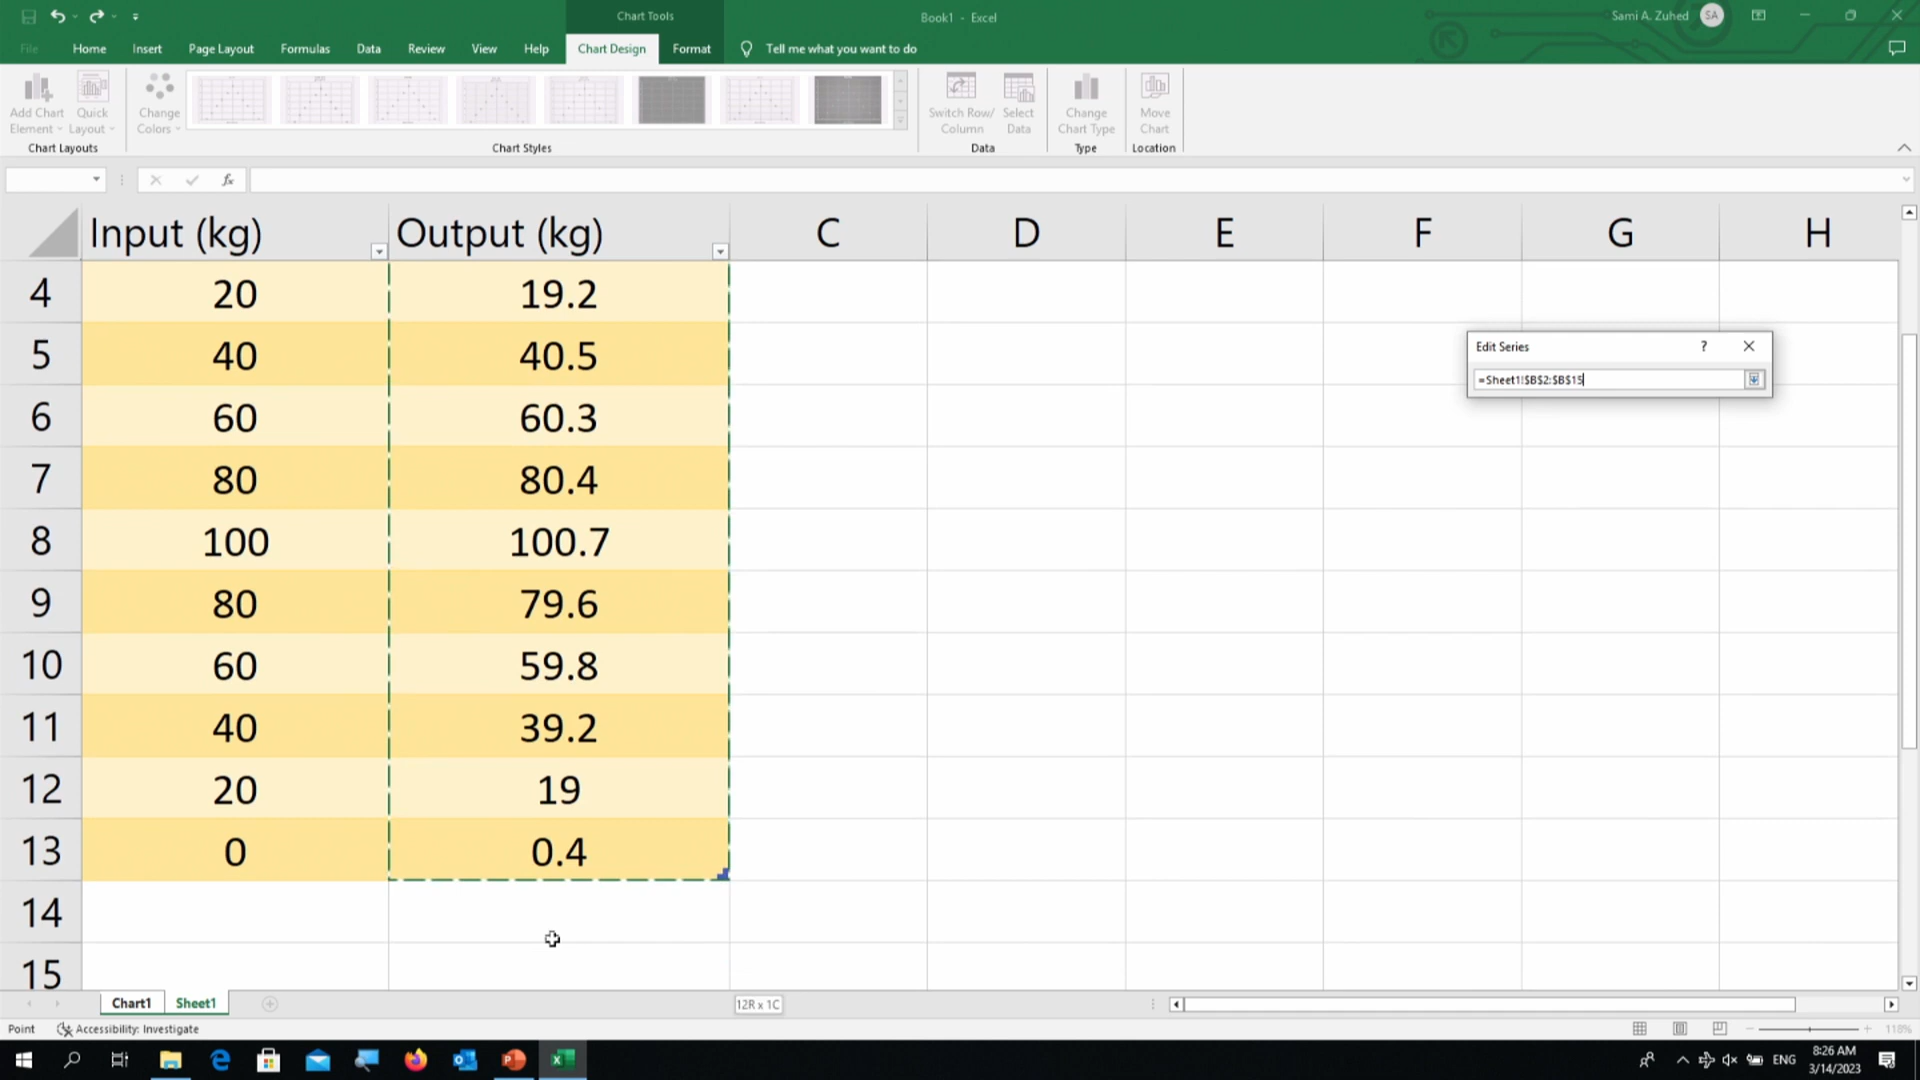 Chart Tools
Book1 - Excel
Sami A. Zuhed
SA
File
Home
Insert
Page Layout
Formulas
Data
Review
View
Help
Chart Design
Format
Tell me what you want to do
Add Chart
Element
Quick
Layout
Change
Colors
Switch Row/
Column
Select
Data
Change
Chart Type
Move
Chart
Chart Layouts
Chart Styles
Data
Type
Location
fx
Input (kg)
Output (kg)
C
D
E
F
G
H
4
20
19.2
5
40
40.5
6
60
60.3
7
80
80.4
8
100
100.7
9
80
79.6
10
60
59.8
11
40
39.2
12
20
19
13
0
0.4
14
15
Edit Series
?
=Sheet1!$B$2:$B$15
Chart1
Sheet1
12R x 1C
Point
Accessibility: Investigate
118%
ENG
8:26 AM
3/14/2023